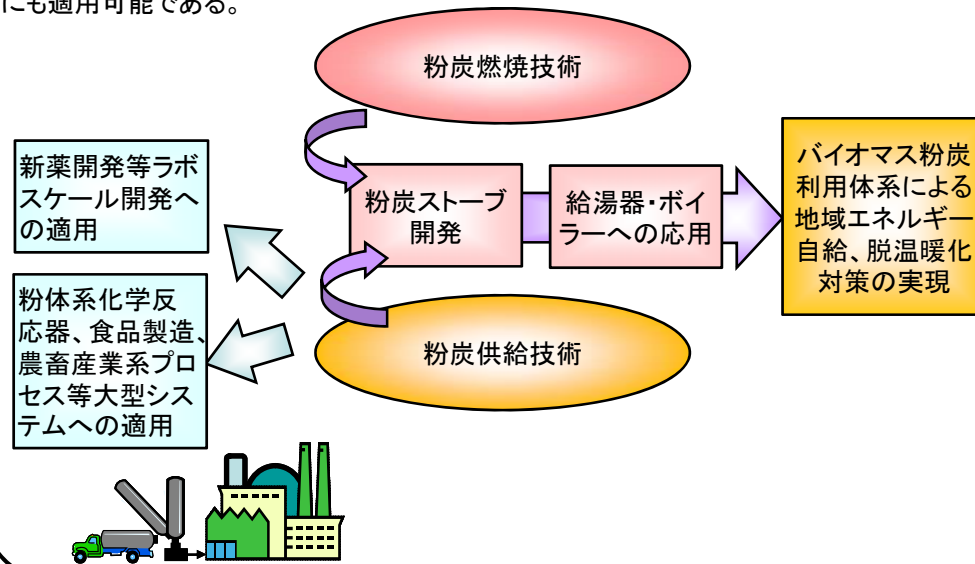 にも適用可能である。
粉炭燃焼技術
新薬開発等ラボ
スケール開発へ
の適用
粉炭ストーブ
開発
給湯器・ボイ
ラーへの応用
バイオマス粉炭
利用体系による
地域エネルギー
自給、脱温暖化
対策の実現
粉体系化学反
応器、食品製造、
農畜産業系プロ
セス等大型シス
テムへの適用
粉炭供給技術